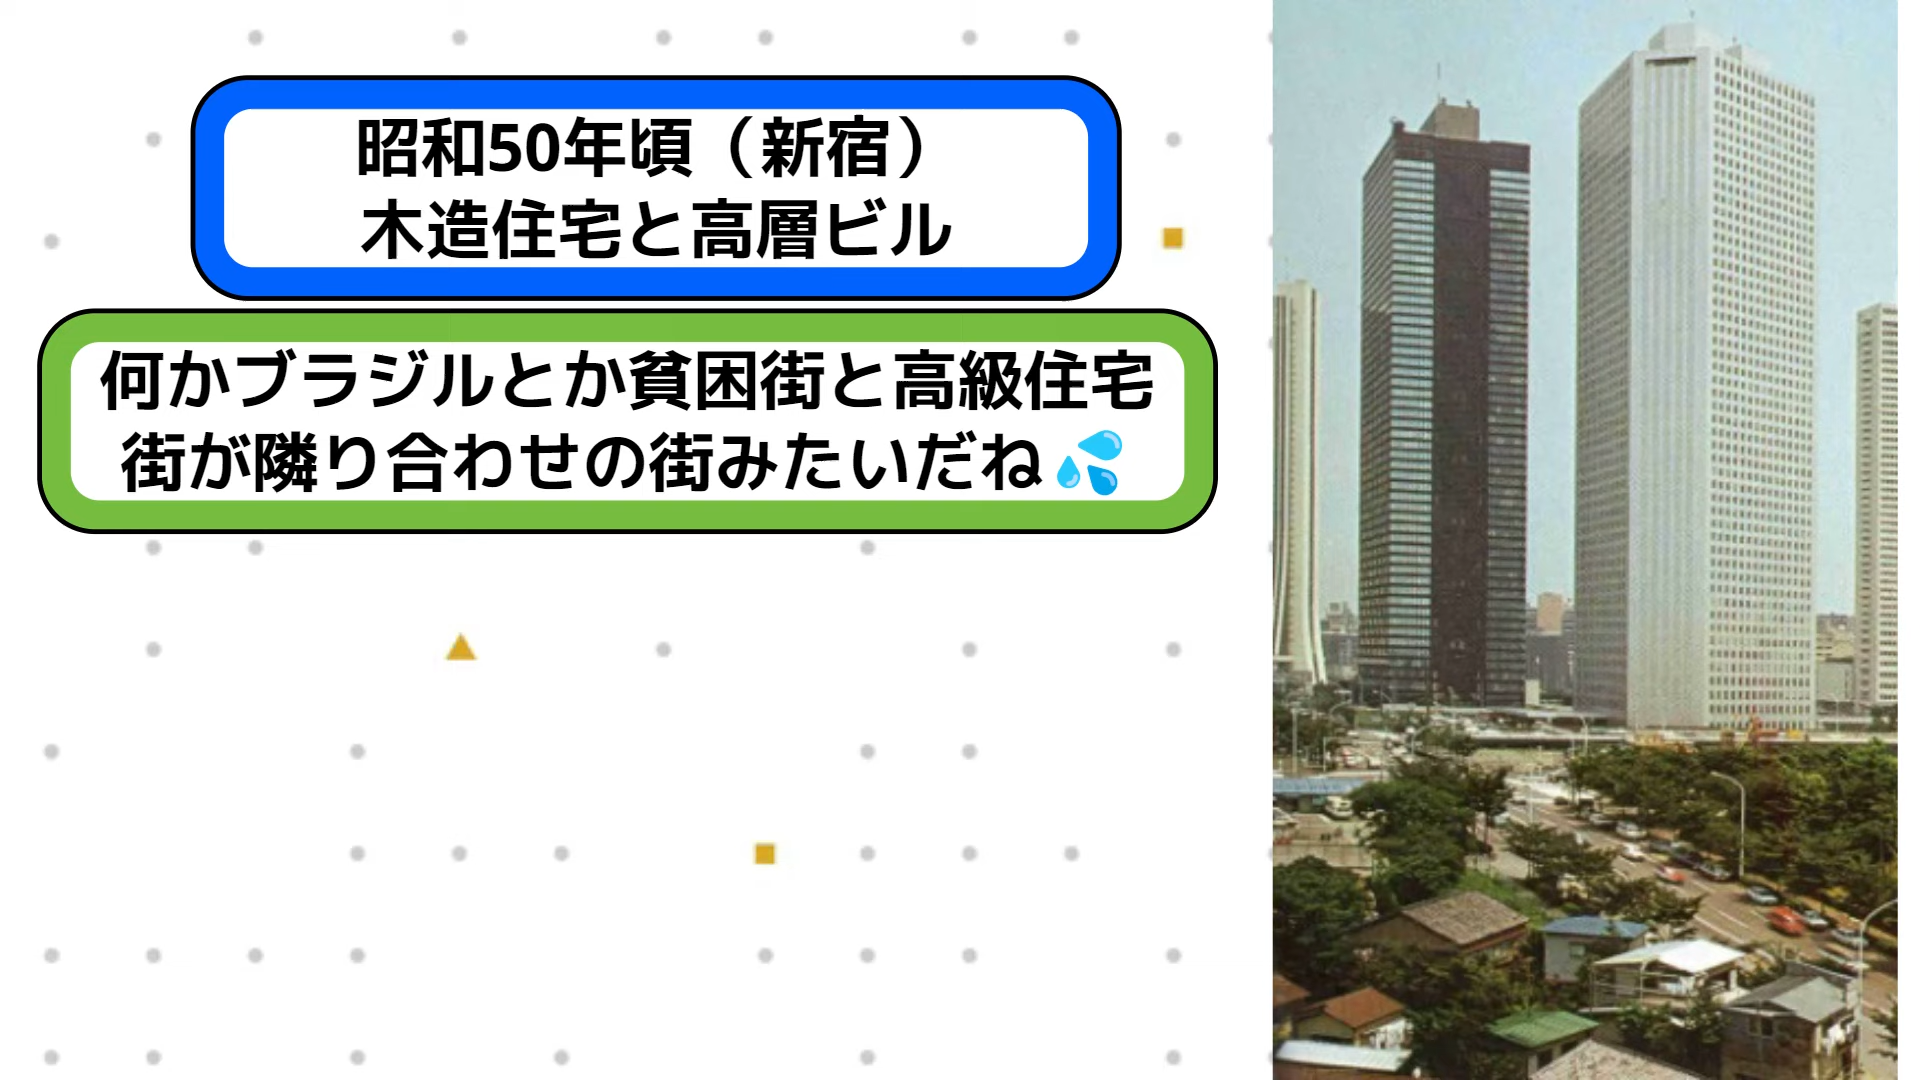 昭和50年頃（新宿）
木造住宅と高層ビル
何かブラジルとか貧困街と高級住宅
街が隣り合わせの街みたいだね💦